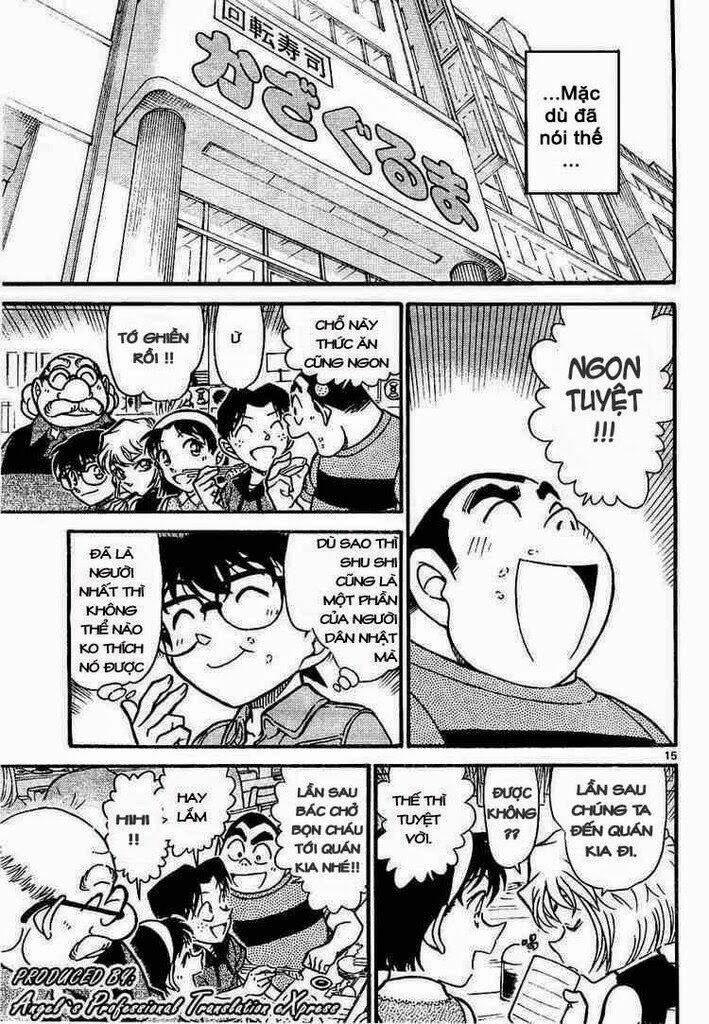 回転寿司
かざぐるま
...Mặc
dù đã
nói thế
...
NGON
TUYỆT
!!!
CHỖ NÀY
THỨC ĂN
CŨNG NGON
Ừ
TỚ GHIỀN
RỒI !!
DÙ SAO THÌ
SHU SHI
CŨNG LÀ
MỘT PHẦN
CỦA NGƯỜI
DÂN NHẬT
MÀ
ĐÃ LÀ
NGƯỜI
NHẬT THÌ
KHÔNG
THỂ NÀO
KO THÍCH
NÓ ĐƯỢC
15
LẦN SAU
CHÚNG TA
ĐẾN QUÁN
KIA ĐI.
ĐƯỢC
KHÔNG
??
THẾ THÌ
TUYỆT
VỜI.
LẦN SAU
BÁC CHỞ
BỌN CHÁU
TỚI QUÁN
KIA NHÉ!!
HAY
LẮM
HIHI
!!
PRODUCED BY:
Angel's Professional Translation eXpress